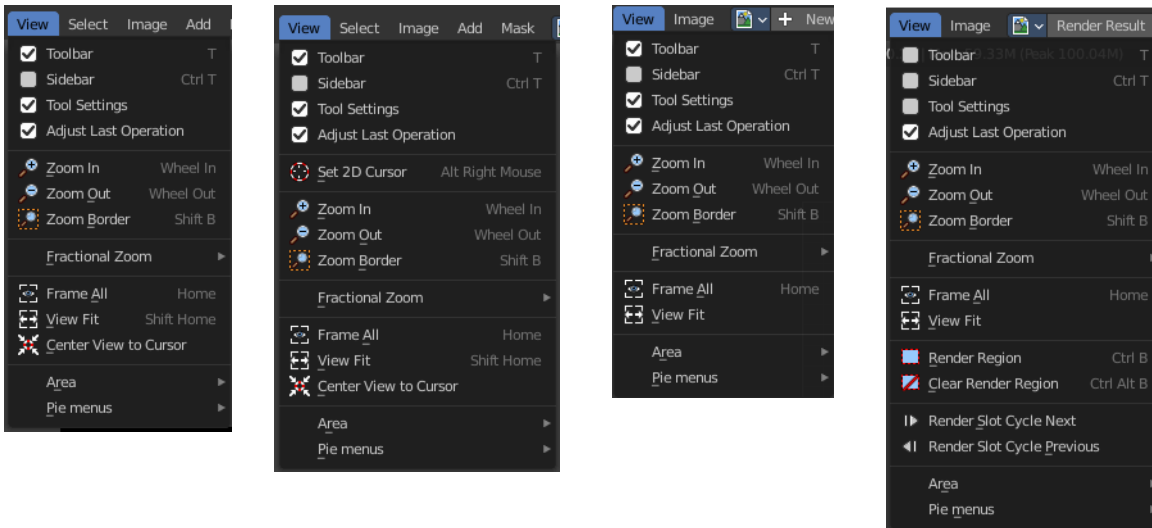 View Select Image Add
Toolbar T
Sidebar Ctrl T
Tool Settings
Adjust Last Operation
Zoom In Wheel In
Zoom Out Wheel Out
Zoom Border Shift B
Fractional Zoom
Frame All Home
View Fit Shift Home
Center View to Cursor
Area
Pie menus
View Select Image Add Mask
Toolbar T
Sidebar Ctrl T
Tool Settings
Adjust Last Operation
Set 2D Cursor Alt Right Mouse
Zoom In Wheel In
Zoom Out Wheel Out
Zoom Border Shift B
Fractional Zoom
Frame All Home
View Fit Shift Home
Center View to Cursor
Area
Pie menus
View Image New
Toolbar T
Sidebar Ctrl T
Tool Settings
Adjust Last Operation
Zoom In Wheel In
Zoom Out Wheel Out
Zoom Border Shift B
Fractional Zoom
Frame All Home
View Fit
Area
Pie menus
View Image Render Result
Toolbar 9.33M (Peak 100.04M) T
Sidebar Ctrl T
Tool Settings
Adjust Last Operation
Zoom In Wheel In
Zoom Out Wheel Out
Zoom Border Shift B
Fractional Zoom
Frame All Home
View Fit
Render Region Ctrl B
Clear Render Region Ctrl Alt B
Render Slot Cycle Next
Render Slot Cycle Previous
Area
Pie menus